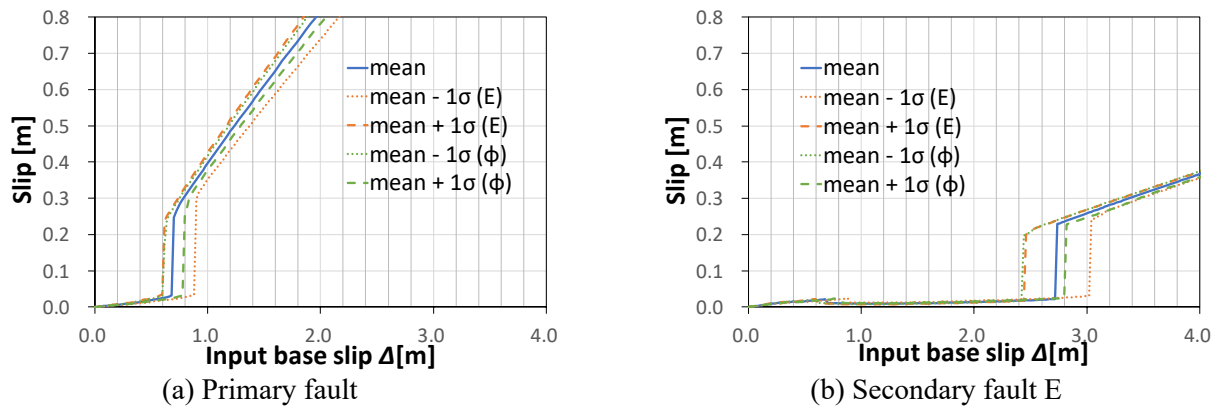 0.8
0.7
0.6
0.5
0.4
0.3
0.2
0.1
0.0
Slip [m]
mean
mean - 1σ (E)
mean + 1σ (E)
mean - 1σ (ϕ)
mean + 1σ (ϕ)
0.0 1.0 2.0 3.0 4.0
Input base slip Δ[m]
(a) Primary fault
0.8
0.7
0.6
0.5
0.4
0.3
0.2
0.1
0.0
Slip [m]
mean
mean - 1σ (E)
mean + 1σ (E)
mean - 1σ (ϕ)
mean + 1σ (ϕ)
0.0 1.0 2.0 3.0 4.0
Input base slip Δ[m]
(b) Secondary fault E